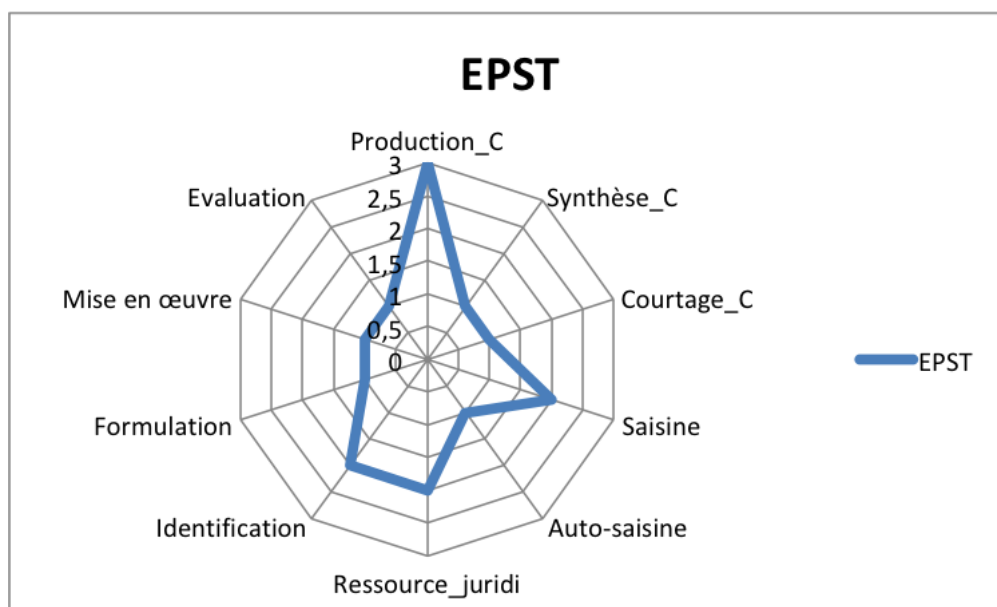 EPST
Production_C
3
Evaluation
2,5
Synthèse_C
2
1,5
Mise en œuvre
1
Courtage_C
0,5
0
EPST
Formulation
Saisine
Identification
Auto-saisine
Ressource_juridi